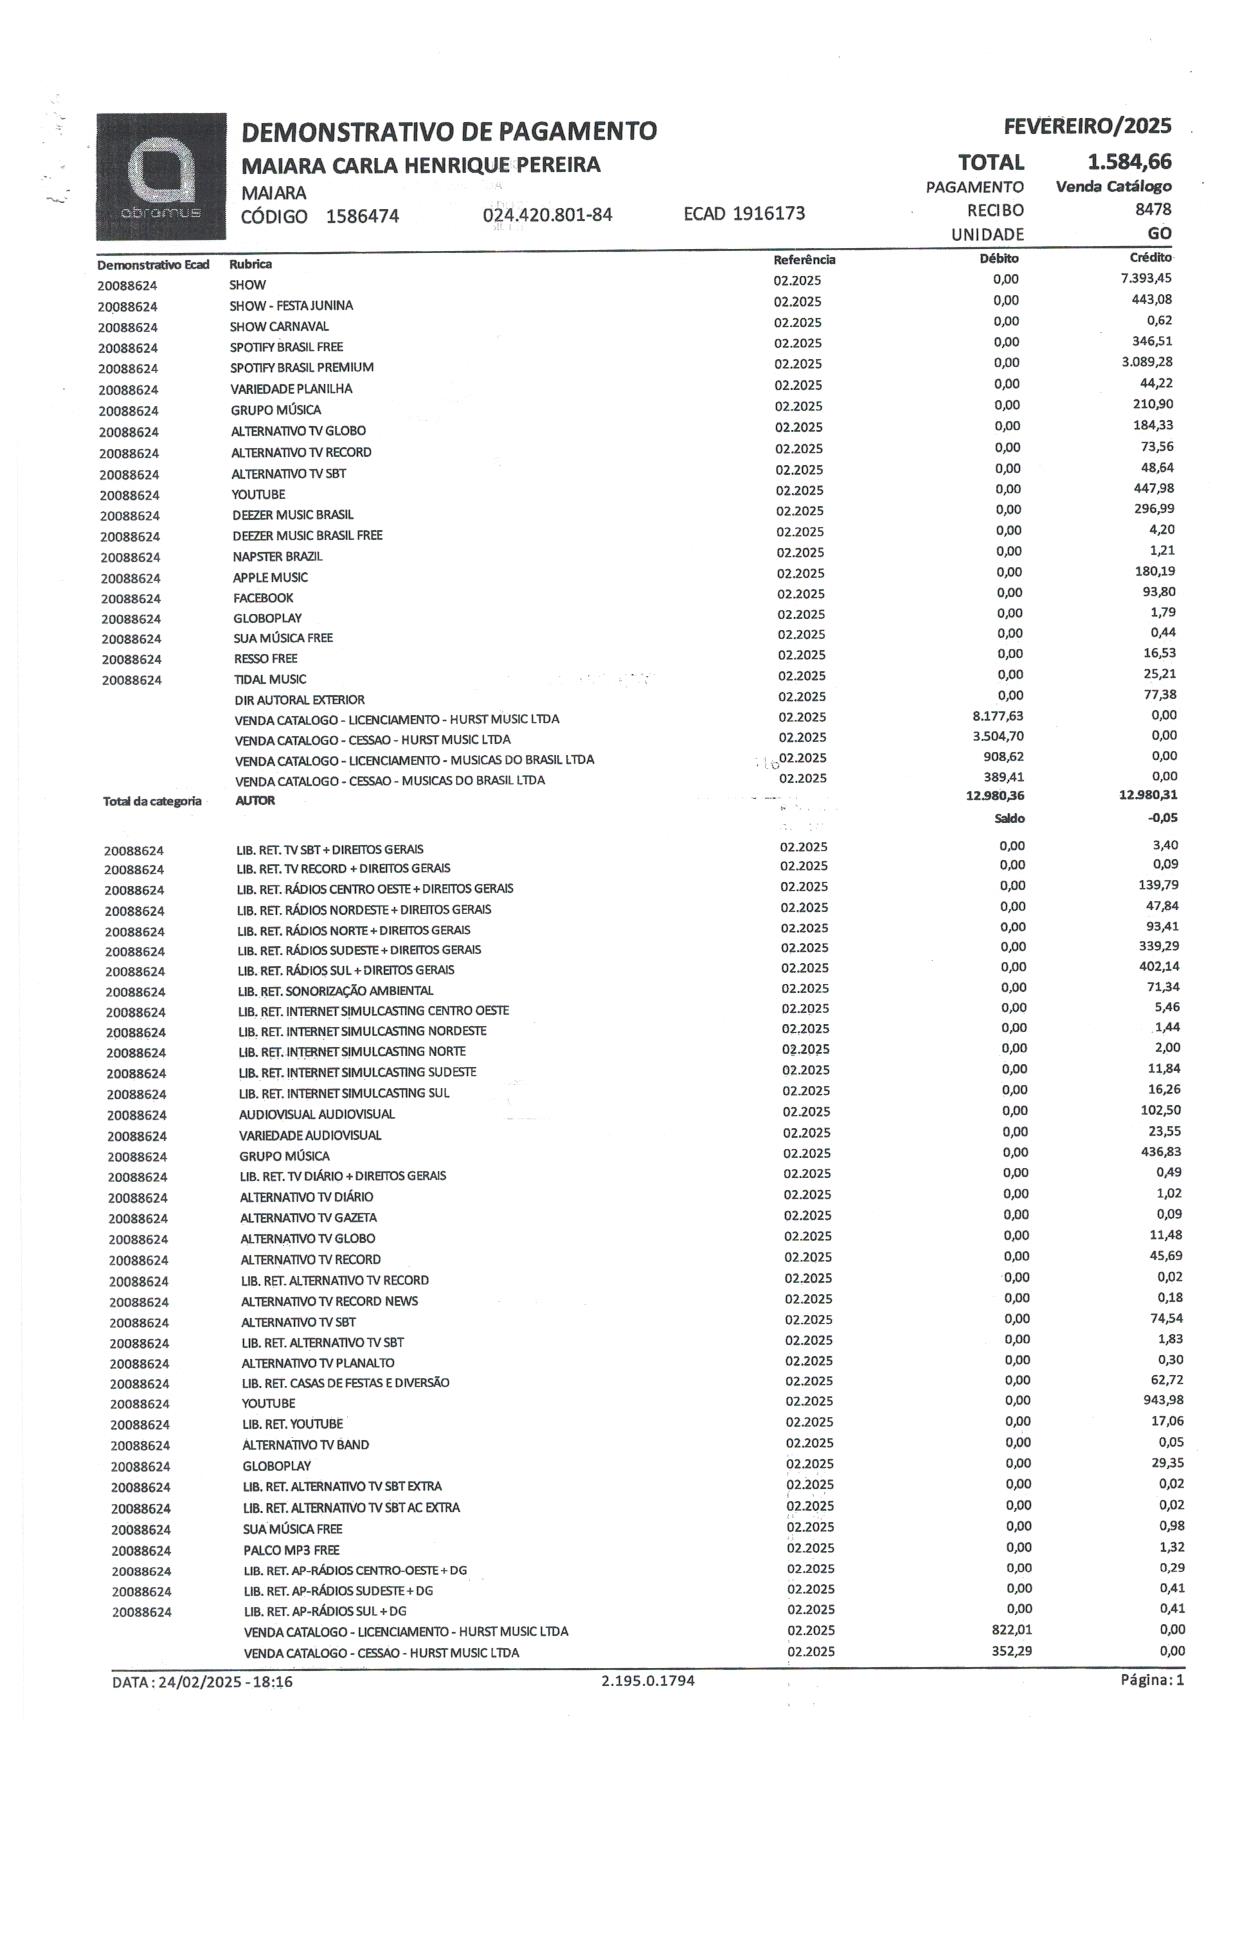 abramus
DEMONSTRATIVO DE PAGAMENTO FEVEREIRO/2025
MAIARA CARLA HENRIQUE PEREIRA TOTAL 1.584,66
MAIARA PAGAMENTO Venda Catálogo
CÓDIGO 1586474 024.420.801-84 ECAD 1916173 RECIBO 8478
UNIDADE GO
Demonstrativo Ecad Rubrica Referência Débito Crédito
20088624 SHOW 02.2025 0,00 7.393,45
20088624 SHOW - FESTA JUNINA 02.2025 0,00 443,08
20088624 SHOW CARNAVAL 02.2025 0,00 0,62
20088624 SPOTIFY BRASIL FREE 02.2025 0,00 346,51
20088624 SPOTIFY BRASIL PREMIUM 02.2025 0,00 3.089,28
20088624 VARIEDADE PLANILHA 02.2025 0,00 44,22
20088624 GRUPO MÚSICA 02.2025 0,00 210,90
20088624 ALTERNATIVO TV GLOBO 02.2025 0,00 184,33
20088624 ALTERNATIVO TV RECORD 02.2025 0,00 73,56
20088624 ALTERNATIVO TV SBT 02.2025 0,00 48,64
20088624 YOUTUBE 02.2025 0,00 447,98
20088624 DEEZER MUSIC BRASIL 02.2025 0,00 296,99
20088624 DEEZER MUSIC BRASIL FREE 02.2025 0,00 4,20
20088624 NAPSTER BRAZIL 02.2025 0,00 1,21
20088624 APPLE MUSIC 02.2025 0,00 180,19
20088624 FACEBOOK 02.2025 0,00 93,80
20088624 GLOBOPLAY 02.2025 0,00 1,79
20088624 SUA MÚSICA FREE 02.2025 0,00 0,44
20088624 RESSO FREE 02.2025 0,00 16,53
20088624 TIDAL MUSIC 02.2025 0,00 25,21
DIR AUTORAL EXTERIOR 02.2025 0,00 77,38
VENDA CATALOGO - LICENCIAMENTO - HURST MUSIC LTDA 02.2025 8.177,63 0,00
VENDA CATALOGO - CESSAO - HURST MUSIC LTDA 02.2025 3.504,70 0,00
VENDA CATALOGO - LICENCIAMENTO - MUSICAS DO BRASIL LTDA 02.2025 908,62 0,00
VENDA CATALOGO - CESSAO - MUSICAS DO BRASIL LTDA 02.2025 389,41 0,00
Total da categoria AUTOR 12.980,36 12.980,31
Saldo -0,05
20088624 LIB. RET. TV SBT + DIREITOS GERAIS 02.2025 0,00 3,40
20088624 LIB. RET. TV RECORD + DIREITOS GERAIS 02.2025 0,00 0,09
20088624 LIB. RET. RÁDIOS CENTRO OESTE + DIREITOS GERAIS 02.2025 0,00 139,79
20088624 LIB. RET. RÁDIOS NORDESTE + DIREITOS GERAIS 02.2025 0,00 47,84
20088624 LIB. RET. RÁDIOS NORTE + DIREITOS GERAIS 02.2025 0,00 93,41
20088624 LIB. RET. RÁDIOS SUDESTE + DIREITOS GERAIS 02.2025 0,00 339,29
20088624 LIB. RET. RÁDIOS SUL + DIREITOS GERAIS 02.2025 0,00 402,14
20088624 LIB. RET. SONORIZAÇÃO AMBIENTAL 02.2025 0,00 71,34
20088624 LIB. RET. INTERNET SIMULCASTING CENTRO OESTE 02.2025 0,00 5,46
20088624 LIB. RET. INTERNET SIMULCASTING NORDESTE 02.2025 0,00 1,44
20088624 LIB. RET. INTERNET SIMULCASTING NORTE 02.2025 0,00 2,00
20088624 LIB. RET. INTERNET SIMULCASTING SUDESTE 02.2025 0,00 11,84
20088624 LIB. RET. INTERNET SIMULCASTING SUL 02.2025 0,00 16,26
20088624 AUDIOVISUAL AUDIOVISUAL 02.2025 0,00 102,50
20088624 VARIEDADE AUDIOVISUAL 02.2025 0,00 23,55
20088624 GRUPO MÚSICA 02.2025 0,00 436,83
20088624 LIB. RET. TV DIÁRIO + DIREITOS GERAIS 02.2025 0,00 0,49
20088624 ALTERNATIVO TV DIÁRIO 02.2025 0,00 1,02
20088624 ALTERNATIVO TV GAZETA 02.2025 0,00 0,09
20088624 ALTERNATIVO TV GLOBO 02.2025 0,00 11,48
20088624 ALTERNATIVO TV RECORD 02.2025 0,00 45,69
20088624 LIB. RET. ALTERNATIVO TV RECORD 02.2025 0,00 0,02
20088624 ALTERNATIVO TV RECORD NEWS 02.2025 0,00 0,18
20088624 ALTERNATIVO TV SBT 02.2025 0,00 74,54
20088624 LIB. RET. ALTERNATIVO TV SBT 02.2025 0,00 1,83
20088624 ALTERNATIVO TV PLANALTO 02.2025 0,00 0,30
20088624 LIB. RET. CASAS DE FESTAS E DIVERSÃO 02.2025 0,00 62,72
20088624 YOUTUBE 02.2025 0,00 943,98
20088624 LIB. RET. YOUTUBE 02.2025 0,00 17,06
20088624 ALTERNATIVO TV BAND 02.2025 0,00 0,05
20088624 GLOBOPLAY 02.2025 0,00 29,35
20088624 LIB. RET. ALTERNATIVO TV SBT EXTRA 02.2025 0,00 0,02
20088624 LIB. RET. ALTERNATIVO TV SBT AC EXTRA 02.2025 0,00 0,02
20088624 SUA MÚSICA FREE 02.2025 0,00 0,98
20088624 PALCO MP3 FREE 02.2025 0,00 1,32
20088624 LIB. RET. AP-RÁDIOS CENTRO-OESTE + DG 02.2025 0,00 0,29
20088624 LIB. RET. AP-RÁDIOS SUDESTE + DG 02.2025 0,00 0,41
20088624 LIB. RET. AP-RÁDIOS SUL + DG 02.2025 0,00 0,41
VENDA CATALOGO - LICENCIAMENTO - HURST MUSIC LTDA 02.2025 822,01 0,00
VENDA CATALOGO - CESSAO - HURST MUSIC LTDA 02.2025 352,29 0,00
DATA : 24/02/2025 - 18:16 2.195.0.1794 Página: 1